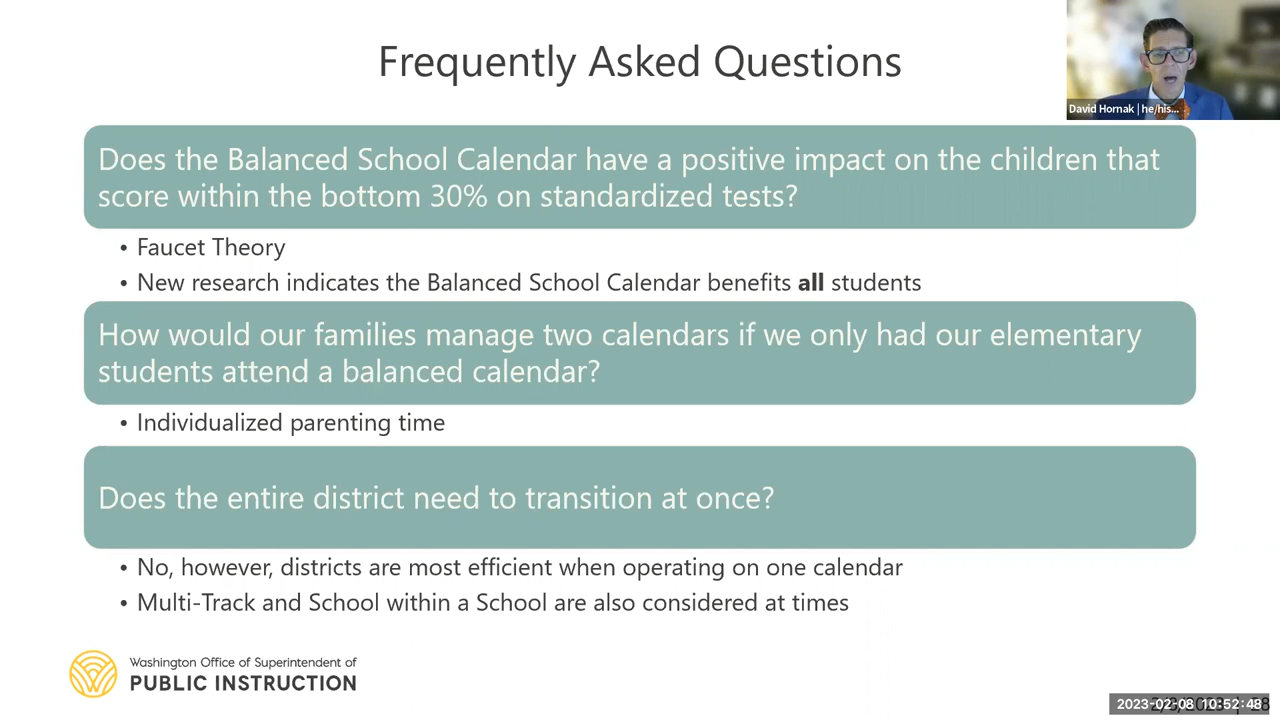 Frequently Asked Questions
David Hornak | he/his...
Does the Balanced School Calendar have a positive impact on the children that
score within the bottom 30% on standardized tests?
• Faucet Theory
• New research indicates the Balanced School Calendar benefits all students
How would our families manage two calendars if we only had our elementary
students attend a balanced calendar?
• Individualized parenting time
Does the entire district need to transition at once?
• No, however, districts are most efficient when operating on one calendar
• Multi-Track and School within a School are also considered at times
Washington Office of Superintendent of
PUBLIC INSTRUCTION
2023-02-08 10:52:48